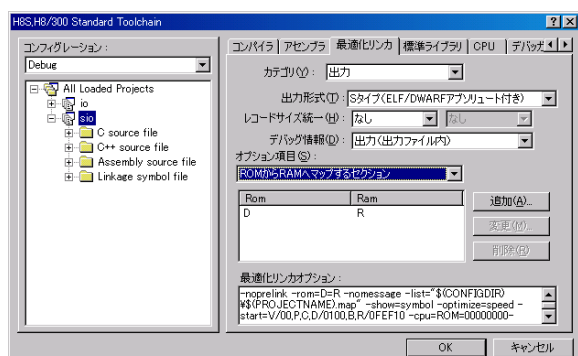 H8S,H8/300 Standard Toolchain
コンフィグレーション :
Debug
All Loaded Projects
io
sio
C source file
C++ source file
Assembly source file
Linkage symbol file
コンパイラ アセンブラ 最適化リンカ 標準ライブラリ CPU デバッガ
カテゴリ(Y) : 出力
出力形式(T) : Sタイプ(ELF/DWARFアブソリュート付き)
レコードサイズ統一(H) : なし なし
デバッグ情報(D) : 出力(出力ファイル内)
オプション項目(S) :
ROMからRAMへマップするセクション
Rom Ram
D R
追加(A)...
変更(M)...
削除(R)
最適化リンカオプション :
-noprelink -rom=D=R -nomessage -list="$(CONFIGDIR)
¥$(PROJECTNAME).map" -show=symbol -optimize=speed -
start=V/00,P,C,D/0100,B,R/0FEF10 -cpu=ROM=00000000-
OK キャンセル